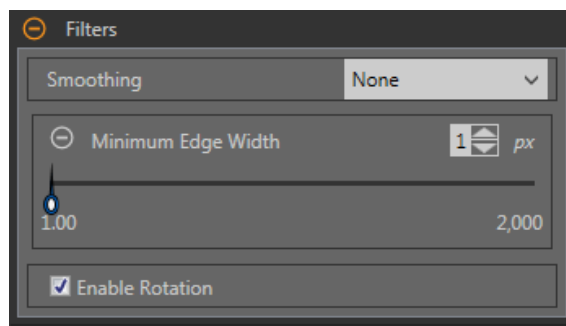 Filters
Smoothing None
Minimum Edge Width 1 px
1.00 2,000
Enable Rotation